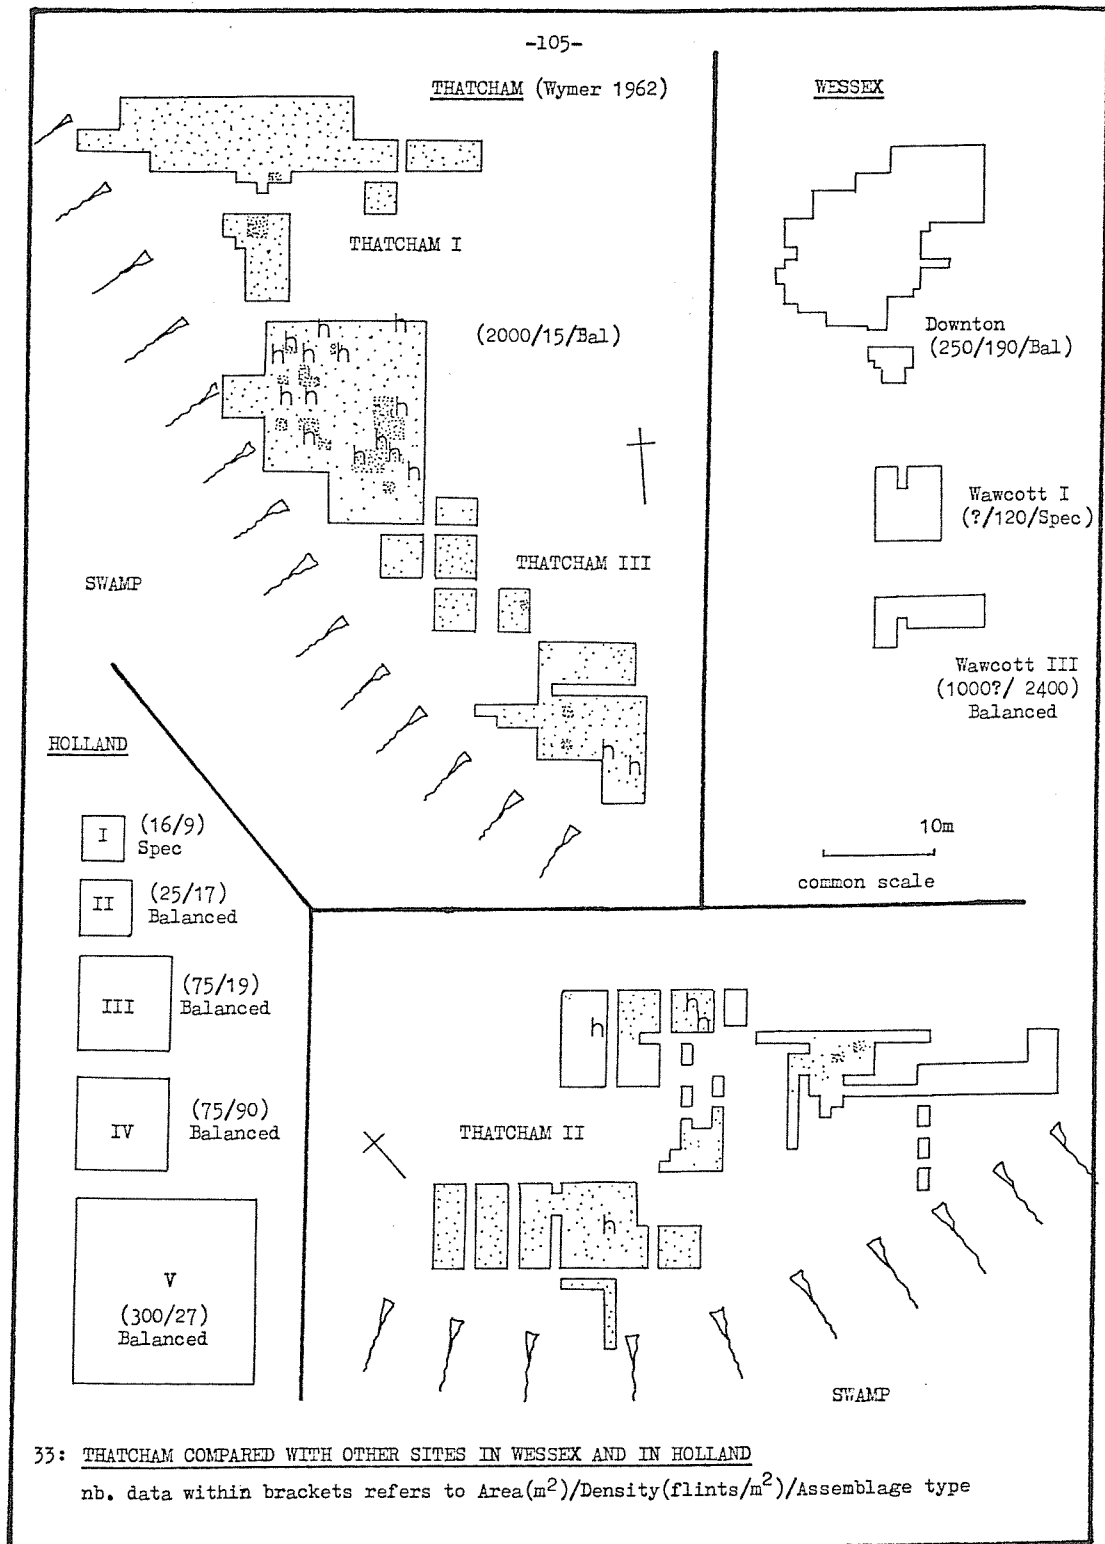 -105-
THATCHAM (Wymer 1962)
THATCHAM I
(2000/15/Bal)
h
h
h
h
h
h
h
h
h
h
h
h
h
h
THATCHAM III
h
h
SWAMP
WESSEX
Downton
(250/190/Bal)
Wawcott I
(?/120/Spec)
Wawcott III
(1000?/ 2400)
Balanced
10m
common scale
HOLLAND
I
(16/9)
Spec
II
(25/17)
Balanced
III
(75/19)
Balanced
IV
(75/90)
Balanced
V
(300/27)
Balanced
h
h
h
THATCHAM II
h
SWAMP
33: THATCHAM COMPARED WITH OTHER SITES IN WESSEX AND IN HOLLAND
nb. data within brackets refers to Area(m²)/Density(flints/m²)/Assemblage type